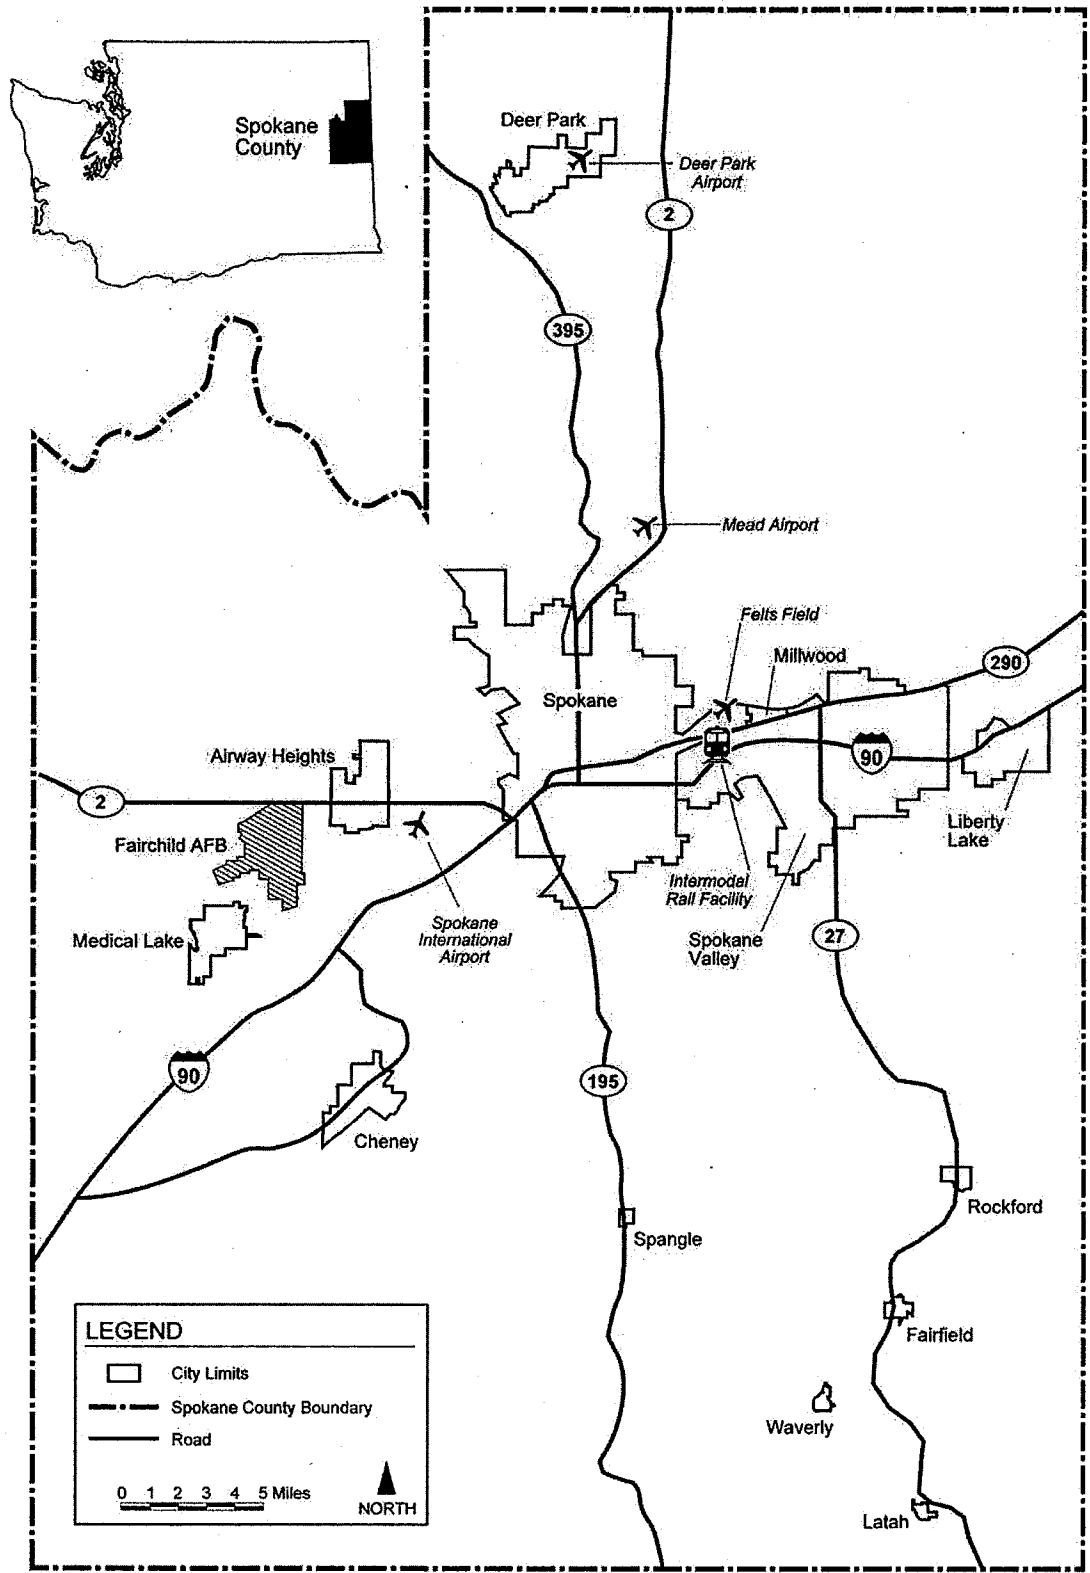 Spokane
County
Deer Park
Deer Park
Airport
2
395
Mead Airport
Felts Field
Millwood
290
Spokane
Airway Heights
90
2
Fairchild AFB
Liberty
Lake
Intermodal
Rail Facility
Spokane
International
Airport
Medical Lake
Spokane
Valley
27
90
195
Cheney
Rockford
Spangle
Fairfield
Waverly
Latah
LEGEND
City Limits
Spokane County Boundary
Road
0 1 2 3 4 5 Miles
NORTH